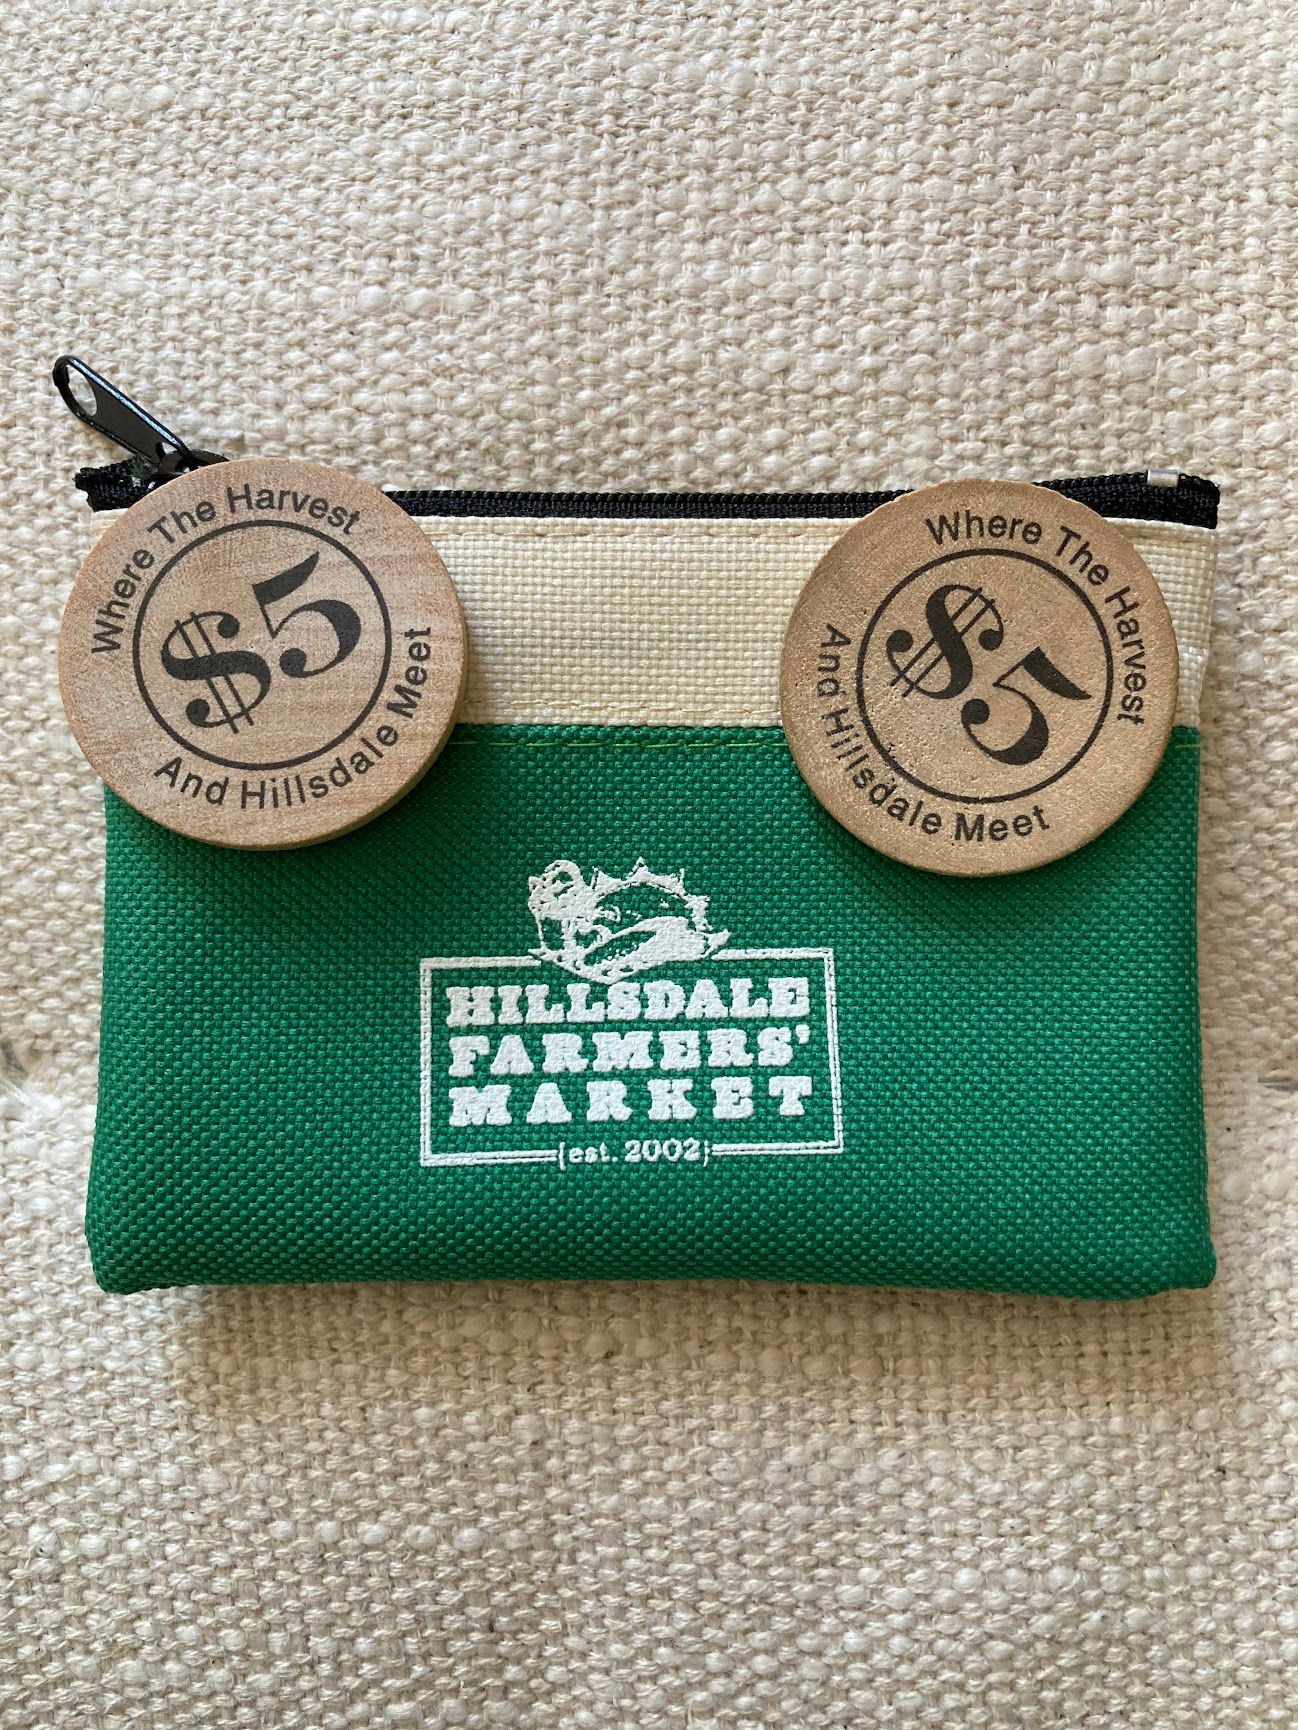 Where The Harvest
$5
And Hillsdale Meet
Where The Harvest
$5
And Hillsdale Meet
HILLSDALE
FARMERS'
MARKET
{est. 2002}